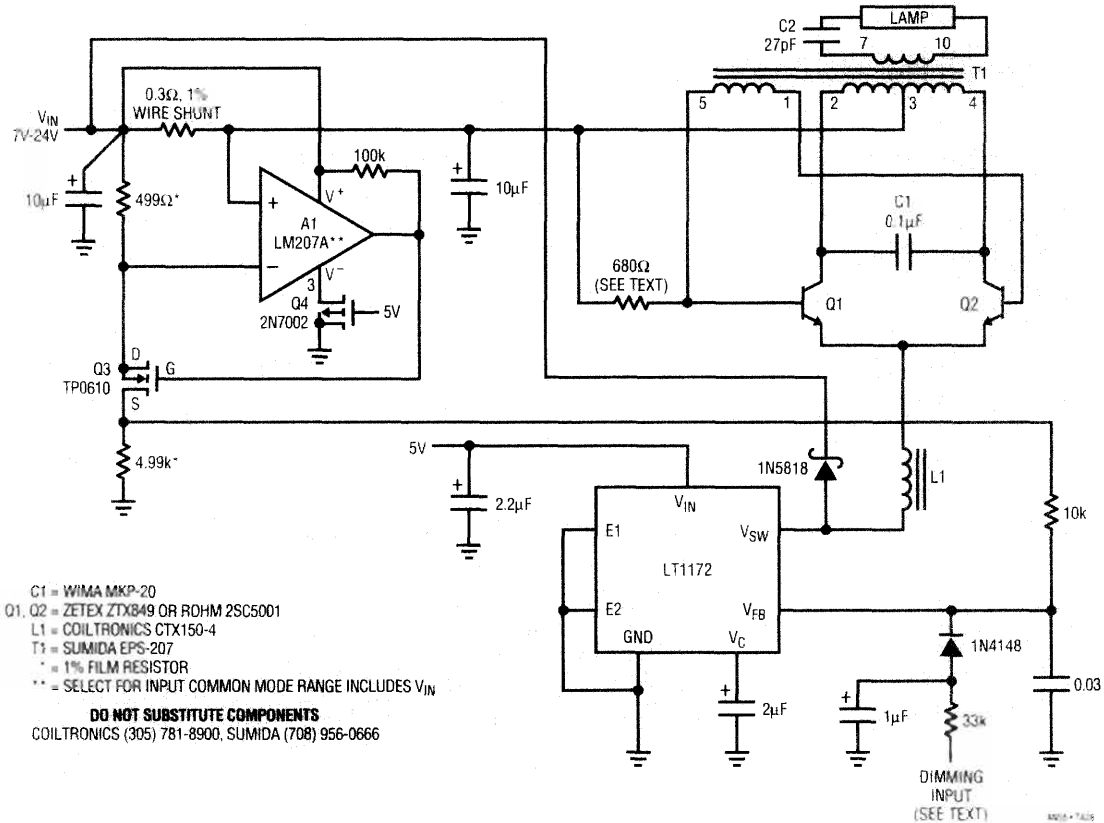 LAMP
C2
27pF
7
10
T1
5
1
2
3
4
VIN
7V-24V
0.3Ω, 1%
WIRE SHUNT
100k
10µF
499Ω*
+
V+
A1
LM207A**
V−
3
Q4
2N7002
5V
+
−
+
10µF
C1
0.1µF
680Ω
(SEE TEXT)
Q1
Q2
Q3
TP0610
D
G
S
4.99k*
5V
+
2.2µF
1N5818
L1
10k
VIN
E1
VSW
LT1172
E2
VFB
GND
VC
1N4148
+
2µF
+
1µF
33k
0.03
DIMMING
INPUT
(SEE TEXT)
C1 = WIMA MKP-20
Q1, Q2 = ZETEX ZTX849 OR ROHM 2SC5001
L1 = COILTRONICS CTX150-4
T1 = SUMIDA EPS-207
* = 1% FILM RESISTOR
** = SELECT FOR INPUT COMMON MODE RANGE INCLUDES VIN
DO NOT SUBSTITUTE COMPONENTS
COILTRONICS (305) 781-8900, SUMIDA (708) 956-0666